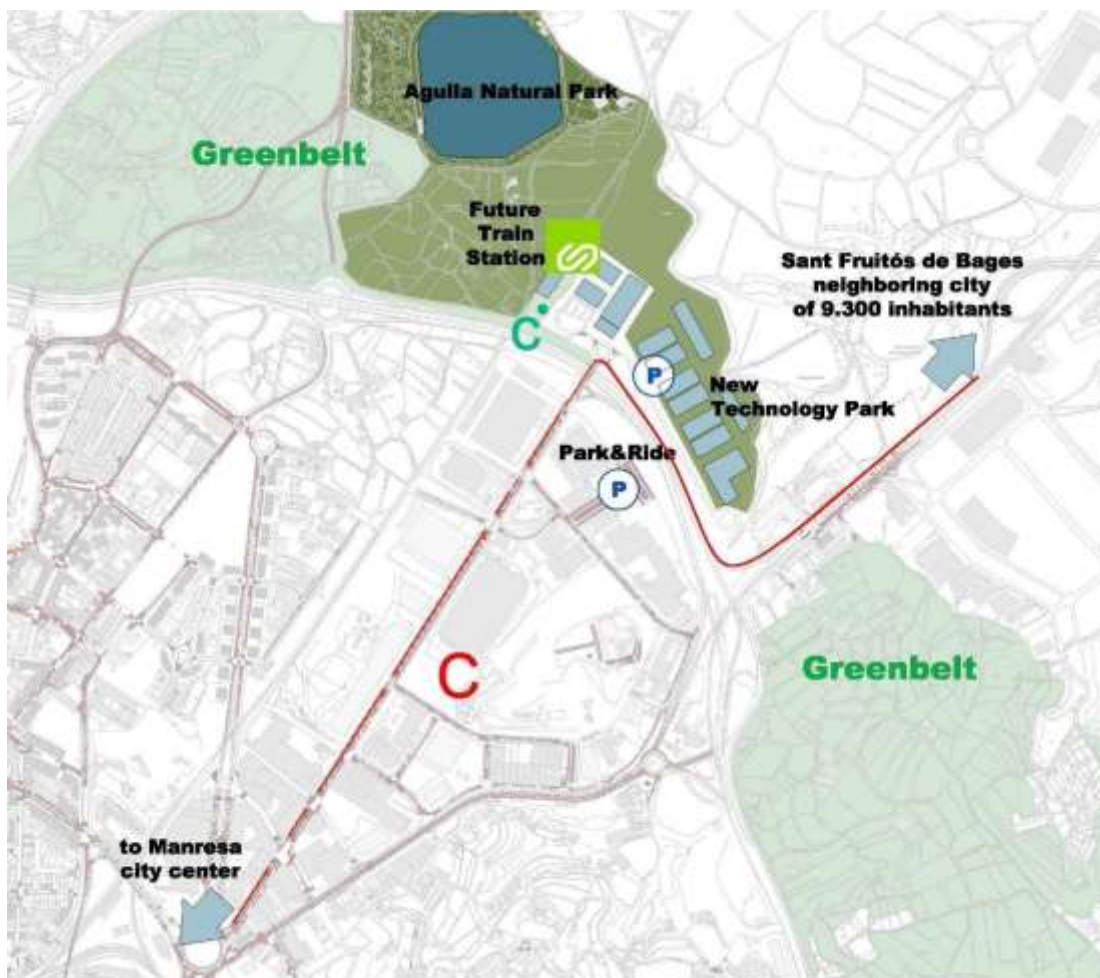 Agulla Natural Park
Greenbelt
Future
Train
Station
Sant Fruitós de Bages
neighboring city
of 9.300 inhabitants
C
P
New
Technology Park
Park&Ride
P
C
Greenbelt
to Manresa
city center